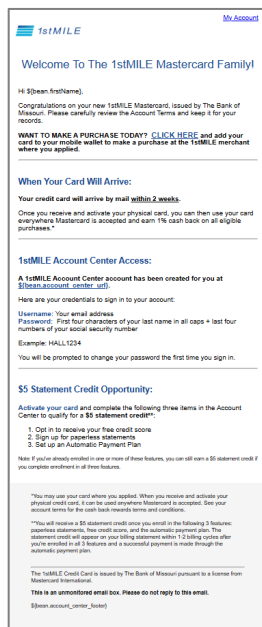 My Account
1stMILE
Welcome To The 1stMILE Mastercard Family!
Hi ${bean.firstName},
Congratulations on your new 1stMILE Mastercard, issued by The Bank of
Missouri. Please carefully review the Account Terms and keep it for your
records.
WANT TO MAKE A PURCHASE TODAY? CLICK HERE and add your
card to your mobile wallet to make a purchase at the 1stMILE merchant
where you applied.
When Your Card Will Arrive:
Your credit card will arrive by mail within 2 weeks.
Once you receive and activate your physical card, you can then use your card
everywhere Mastercard is accepted and earn 1% cash back on all eligible
purchases.*
1stMILE Account Center Access:
A 1stMILE Account Center account has been created for you at
${bean.account_center_url}.
Here are your credentials to sign in to your account:
Username: Your email address
Password: First four characters of your last name in all caps + last four
numbers of your social security number
Example: HALL1234
You will be prompted to change your password the first time you sign in.
$5 Statement Credit Opportunity:
Activate your card and complete the following three items in the Account
Center to qualify for a $5 statement credit**:
1. Opt in to receive your free credit score
2. Sign up for paperless statements
3. Set up an Automatic Payment Plan
Note: If you've already enrolled in one or more of these features, you can still earn a $5 statement credit if
you complete enrollment in all three features.
*You may use your card where you applied. When you receive and activate your
physical credit card, it can be used anywhere Mastercard is accepted. See your
account terms for the cash back rewards terms and conditions.
**You will receive a $5 statement credit once you enroll in the following 3 features:
paperless statements, free credit score, and the automatic payment plan. The
statement credit will appear on your billing statement within 1-2 billing cycles after
you're enrolled in all 3 features and a successful payment is made through the
automatic payment plan.
The 1stMILE Credit Card is issued by The Bank of Missouri pursuant to a license from
Mastercard International.
This is an unmonitored email box. Please do not reply to this email.
${bean.account_center_footer}